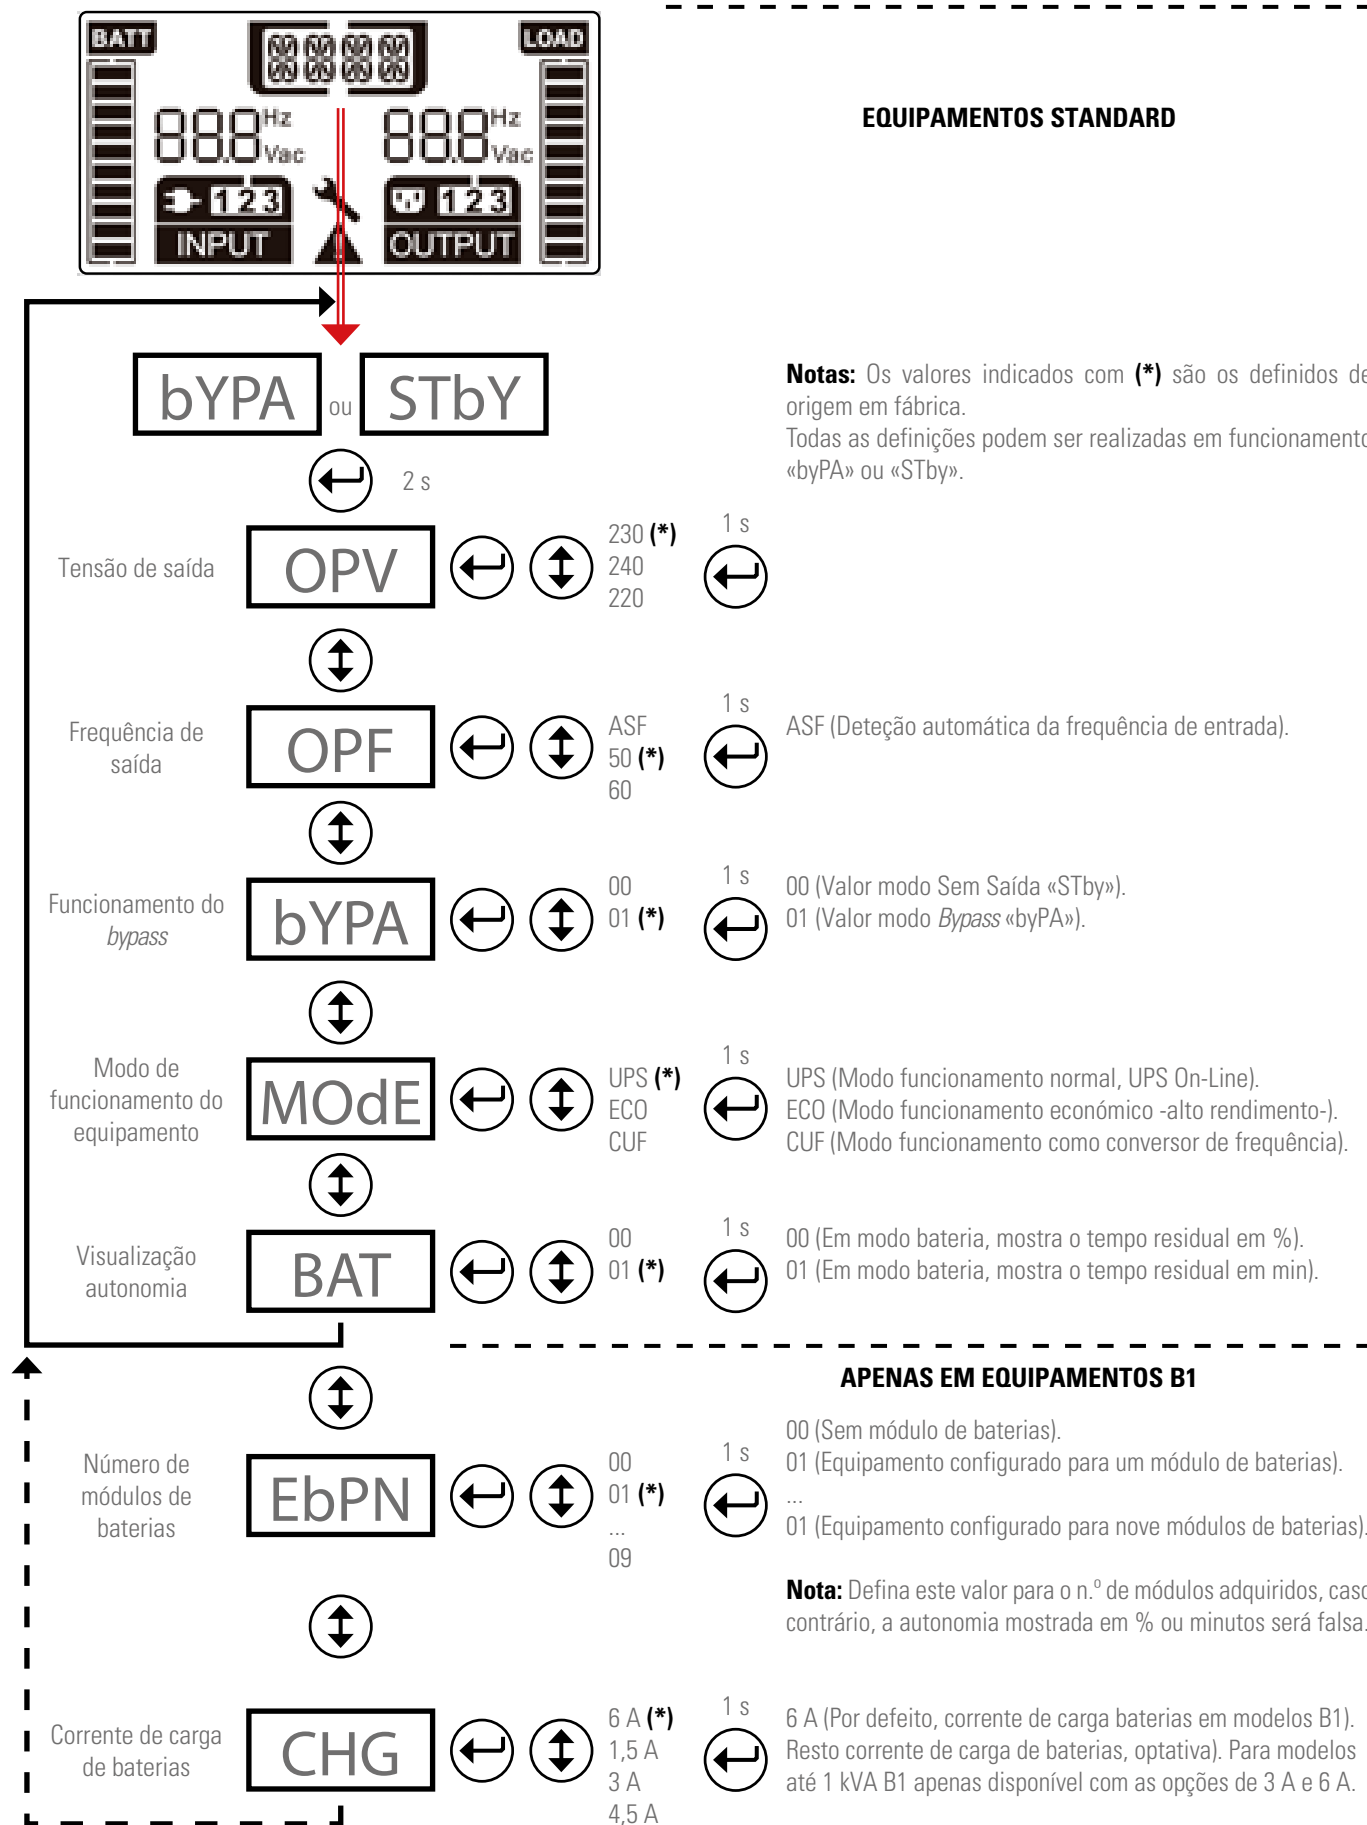 BATT
LOAD
88.8 Hz Vac
88.8 Hz Vac
123
123
INPUT
OUTPUT
EQUIPAMENTOS STANDARD
bYPA ou STbY
Notas: Os valores indicados com (*) são os definidos de
origem em fábrica.
Todas as definições podem ser realizadas em funcionamento
«byPA» ou «STby».
2 s
Tensão de saída
OPV
230 (*)
240
220
1 s
Frequência de
saída
OPF
ASF
50 (*)
60
1 s
ASF (Deteção automática da frequência de entrada).
Funcionamento do
bypass
bYPA
00
01 (*)
1 s
00 (Valor modo Sem Saída «STby»).
01 (Valor modo Bypass «byPA»).
Modo de
funcionamento do
equipamento
MOdE
UPS (*)
ECO
CUF
1 s
UPS (Modo funcionamento normal, UPS On-Line).
ECO (Modo funcionamento económico -alto rendimento-).
CUF (Modo funcionamento como conversor de frequência).
Visualização
autonomia
BAT
00
01 (*)
1 s
00 (Em modo bateria, mostra o tempo residual em %).
01 (Em modo bateria, mostra o tempo residual em min).
APENAS EM EQUIPAMENTOS B1
Número de
módulos de
baterias
EbPN
00
01 (*)
...
09
1 s
00 (Sem módulo de baterias).
01 (Equipamento configurado para um módulo de baterias).
...
01 (Equipamento configurado para nove módulos de baterias).
Nota: Defina este valor para o n.º de módulos adquiridos, caso
contrário, a autonomia mostrada em % ou minutos será falsa.
Corrente de carga
de baterias
CHG
6 A (*)
1,5 A
3 A
4,5 A
1 s
6 A (Por defeito, corrente de carga baterias em modelos B1).
Resto corrente de carga de baterias, optativa). Para modelos
até 1 kVA B1 apenas disponível com as opções de 3 A e 6 A.